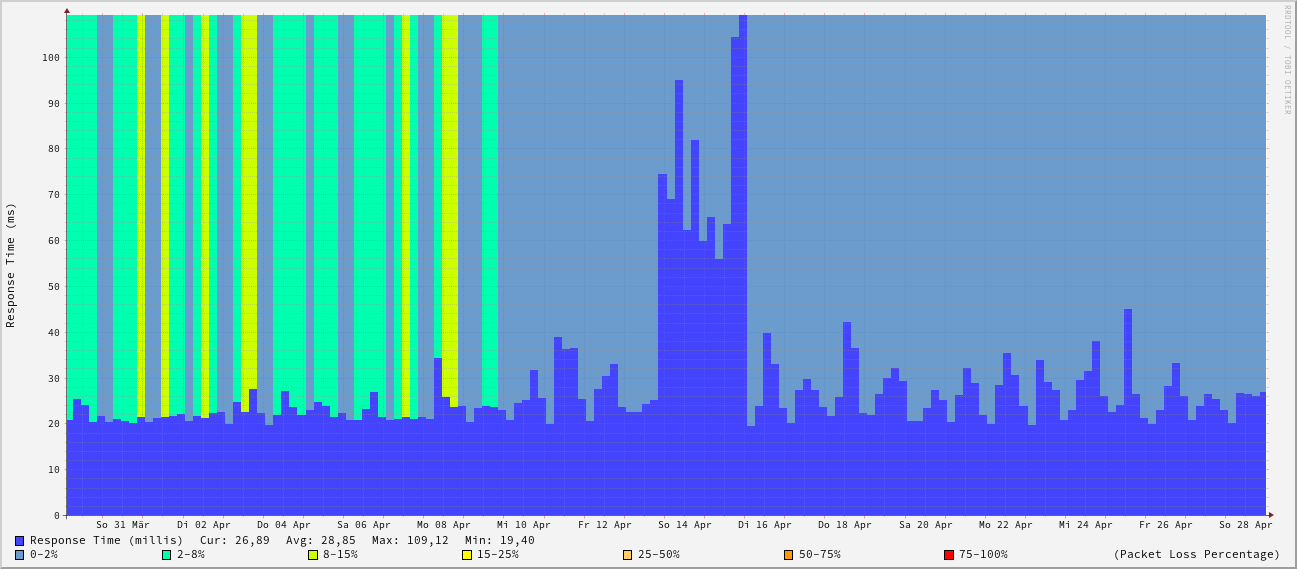 RRDTOOL / TOBI OETIKER
Response Time (ms)
100
90
80
70
60
50
40
30
20
10
0
So 31 Mär Di 02 Apr Do 04 Apr Sa 06 Apr Mo 08 Apr Mi 10 Apr Fr 12 Apr So 14 Apr Di 16 Apr Do 18 Apr Sa 20 Apr Mo 22 Apr Mi 24 Apr Fr 26 Apr So 28 Apr
Response Time (millis) Cur: 26,89 Avg: 28,85 Max: 109,12 Min: 19,40
0-2% 2-8% 8-15% 15-25% 25-50% 50-75% 75-100% (Packet Loss Percentage)